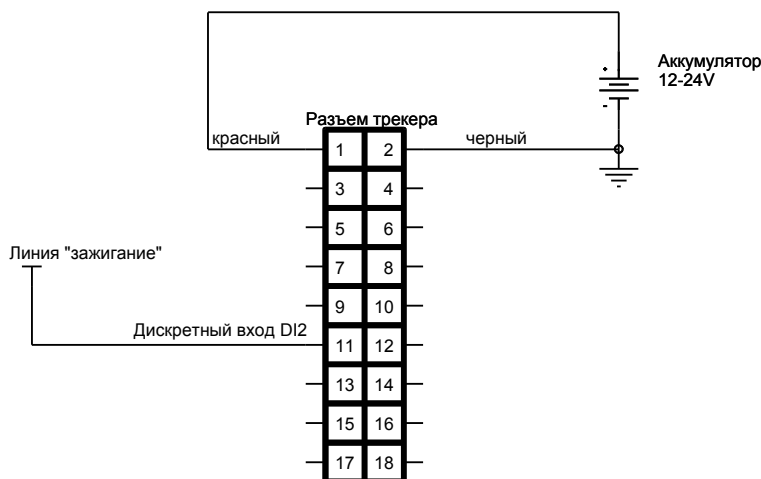 Аккумулятор
12-24V
+
-
Разъем трекера
красный
черный
1 2
3 4
5 6
Линия "зажигание"
7 8
9 10
Дискретный вход DI2
11 12
13 14
15 16
17 18